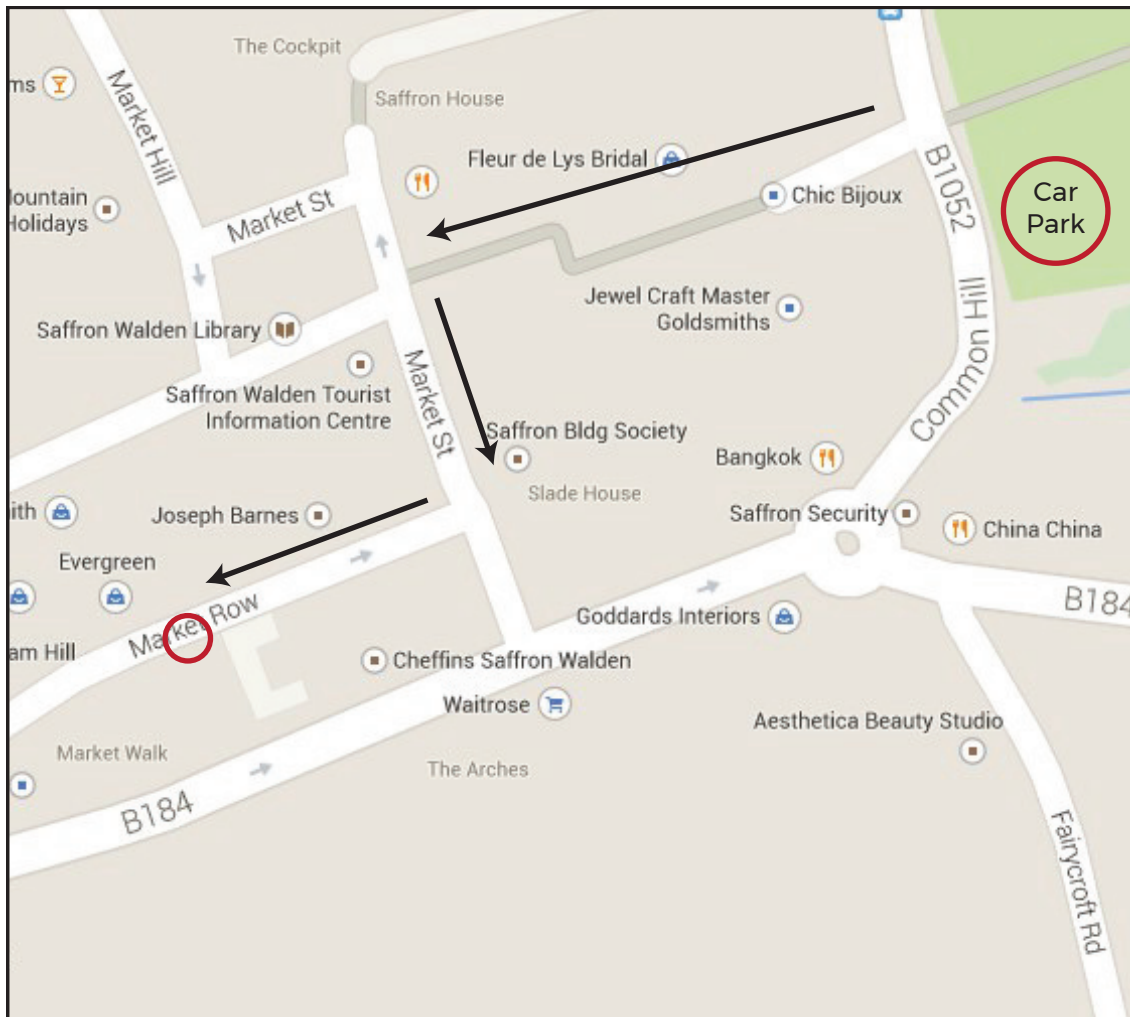 The Cockpit
ms
Market Hill
Saffron House
Fleur de Lys Bridal
B1052
Car
Park
Chic Bijoux
ountain
Holidays
Market St
Jewel Craft Master
Goldsmiths
Common Hill
Saffron Walden Library
Saffron Walden Tourist
Information Centre
Market St
Saffron Bldg Society
Bangkok
Slade House
ith
Joseph Barnes
Saffron Security
China China
Evergreen
B184
Market Row
Goddards Interiors
am Hill
Cheffins Saffron Walden
Waitrose
Aesthetica Beauty Studio
Market Walk
The Arches
B184
Fairycroft Rd